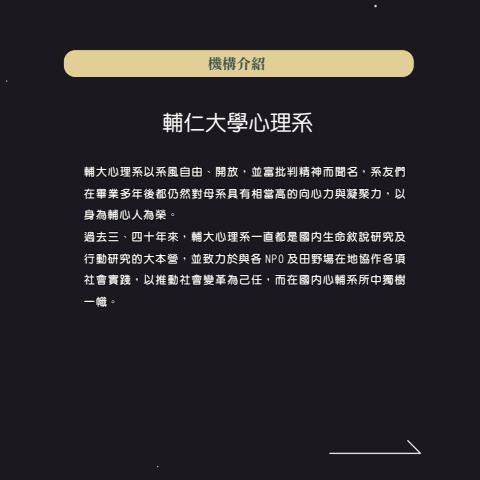 機構介紹
輔仁大學心理系
輔大心理系以系風自由、開放，並富批判精神而聞名，系友們
在畢業多年後都仍然對母系具有相當高的向心力與凝聚力，以
身為輔心人為榮。
過去三、四十年來，輔大心理系一直都是國內生命敘說研究及
行動研究的大本營，並致力於與各 NPO 及田野場在地協作各項
社會實踐，以推動社會變革為己任，而在國內心輔系所中獨樹
一幟。